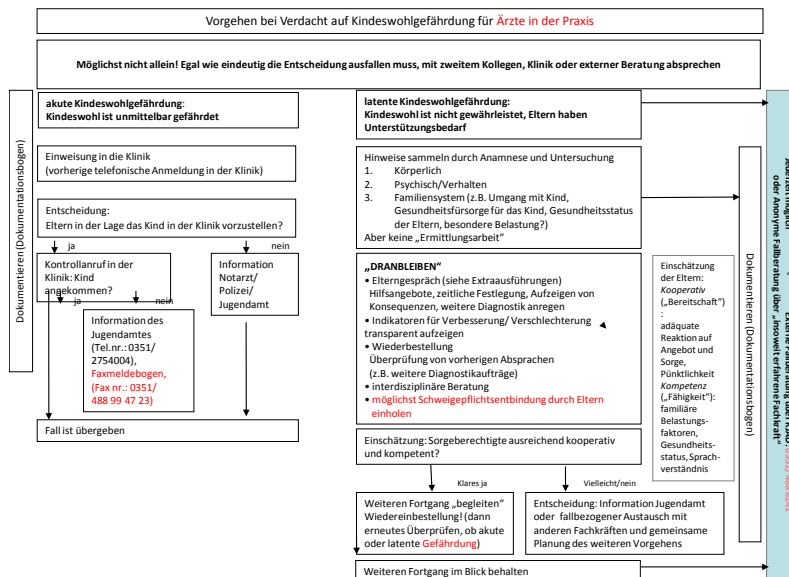 Vorgehen bei Verdacht auf Kindeswohlgefährdung für Ärzte in der Praxis
Möglichst nicht allein! Egal wie eindeutig die Entscheidung ausfallen muss, mit zweitem Kollegen, Klinik oder externer Beratung absprechen
Dokumentieren (Dokumentationsbogen)
akute Kindeswohlgefährdung:
Kindeswohl ist unmittelbar gefährdet
Einweisung in die Klinik
(vorherige telefonische Anmeldung in der Klinik)
Entscheidung:
Eltern in der Lage das Kind in der Klinik vorzustellen?
ja
nein
Kontrollanruf in der
Klinik: Kind
angekommen?
ja
nein
Information
Notarzt/
Polizei/
Jugendamt
Information des
Jugendamtes
(Tel.nr.: 0351/
2754004),
Faxmeldebogen,
(Fax nr.: 0351/
488 99 47 23)
Fall ist übergeben
latente Kindeswohlgefährdung:
Kindeswohl ist nicht gewährleistet, Eltern haben
Unterstützungsbedarf
Hinweise sammeln durch Anamnese und Untersuchung
1. Körperlich
2. Psychisch/Verhalten
3. Familiensystem (z.B. Umgang mit Kind,
Gesundheitsfürsorge für das Kind, Gesundheitsstatus
der Eltern, besondere Belastung?)
Aber keine „Ermittlungsarbeit“
„DRANBLEIBEN“
• Elterngespräch (siehe Extraausführungen)
Hilfsangebote, zeitliche Festlegung, Aufzeigen von
Konsequenzen, weitere Diagnostik anregen
• Indikatoren für Verbesserung/ Verschlechterung
transparent aufzeigen
• Wiederbestellung
Überprüfung von vorherigen Absprachen
(z.B. weitere Diagnostikaufträge)
• interdisziplinäre Beratung
• möglichst Schweigepflichtsentbindung durch Eltern
einholen
Einschätzung
der Eltern:
Kooperativ
(„Bereitschaft“)
:
adäquate
Reaktion auf
Angebot und
Sorge,
Pünktlichkeit
Kompetenz
(„Fähigkeit“):
familiäre
Belastungs-
faktoren,
Gesundheits-
status, Sprach-
verständnis
Einschätzung: Sorgeberechtigte ausreichend kooperativ
und kompetent?
Klares ja
Vielleicht/nein
Weiteren Fortgang „begleiten“
Wiedereinbestellung! (dann
erneutes Überprüfen, ob akute
oder latente Gefährdung)
Entscheidung: Information Jugendamt
oder fallbezogener Austausch mit
anderen Fachkräften und gemeinsame
Planung des weiteren Vorgehens
Weiteren Fortgang im Blick behalten
Dokumentieren (Dokumentationsbogen)
Jederzeit möglich
Externe Fallberatung über
oder Anonyme Fallberatung über „insoweit erfahrene Fachkraft“